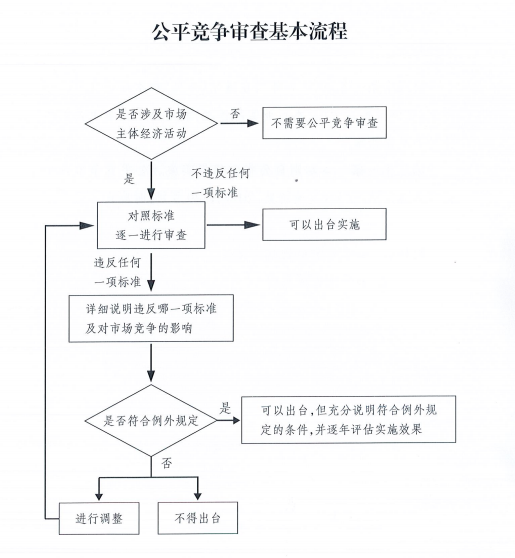 公平竞争审查基本流程
是否涉及市场
主体经济活动
否
不需要公平竞争审查
是
不违反任何
一项标准
对照标准
逐一进行审查
可以出台实施
违反任何
一项标准
详细说明违反哪一项标准
及对市场竞争的影响
是否符合例外规定
是
可以出台,但充分说明符合例外规
定的条件,并逐年评估实施效果
否
进行调整
不得出台